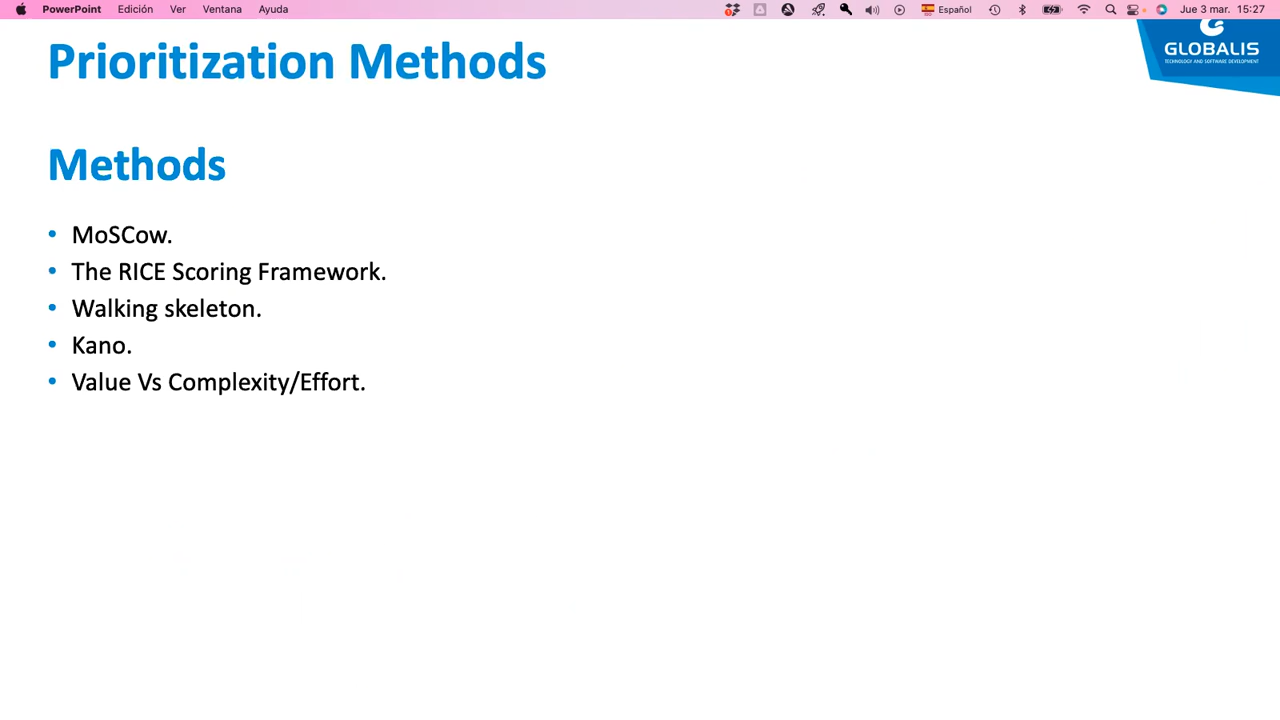 PowerPoint Edición Ver Ventana Ayuda Español Jue 3 mar. 15:27
GLOBALIS
TECHNOLOGY AND SOFTWARE DEVELOPMENT
Prioritization Methods
Methods
• MoSCow.
• The RICE Scoring Framework.
• Walking skeleton.
• Kano.
• Value Vs Complexity/Effort.